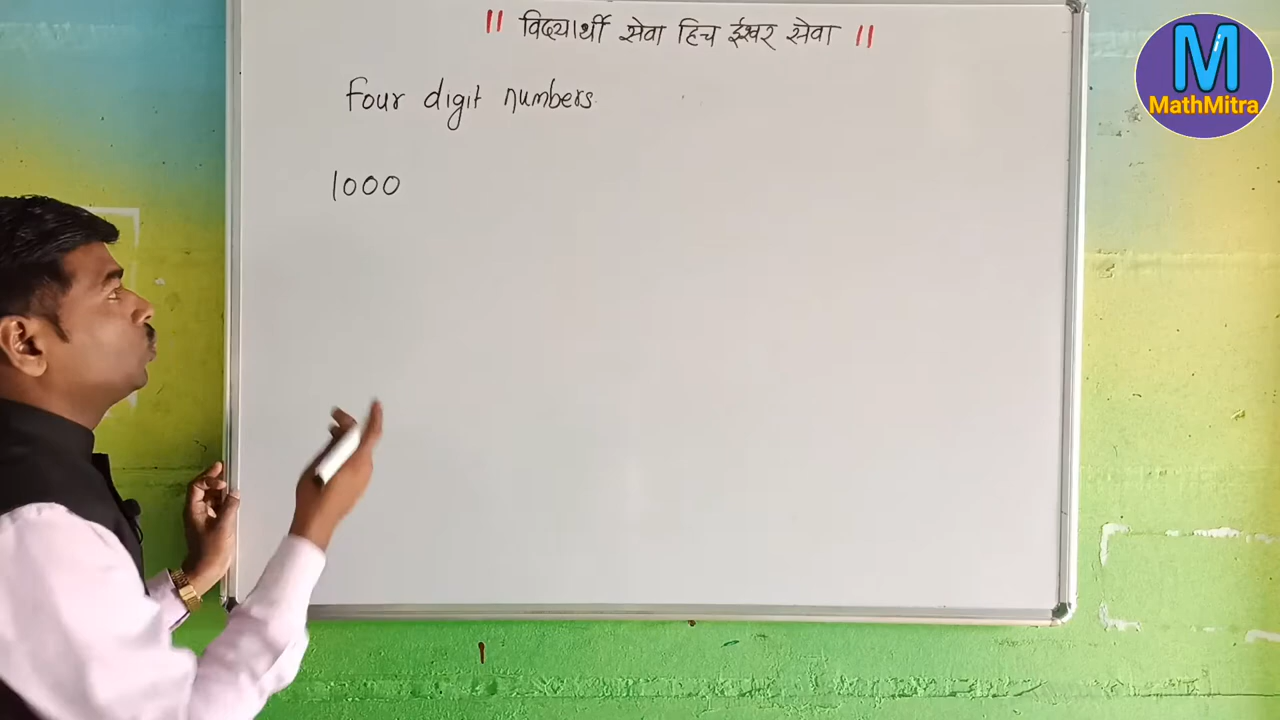 || विद्यार्थी सेवा हिच ईश्वर सेवा ||
M
MathMitra
Four digit numbers.
1000